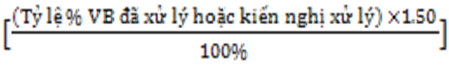 [(Tỷ lệ % VB đã xử lý hoặc kiến nghị xử lý) ×1.50
100%]